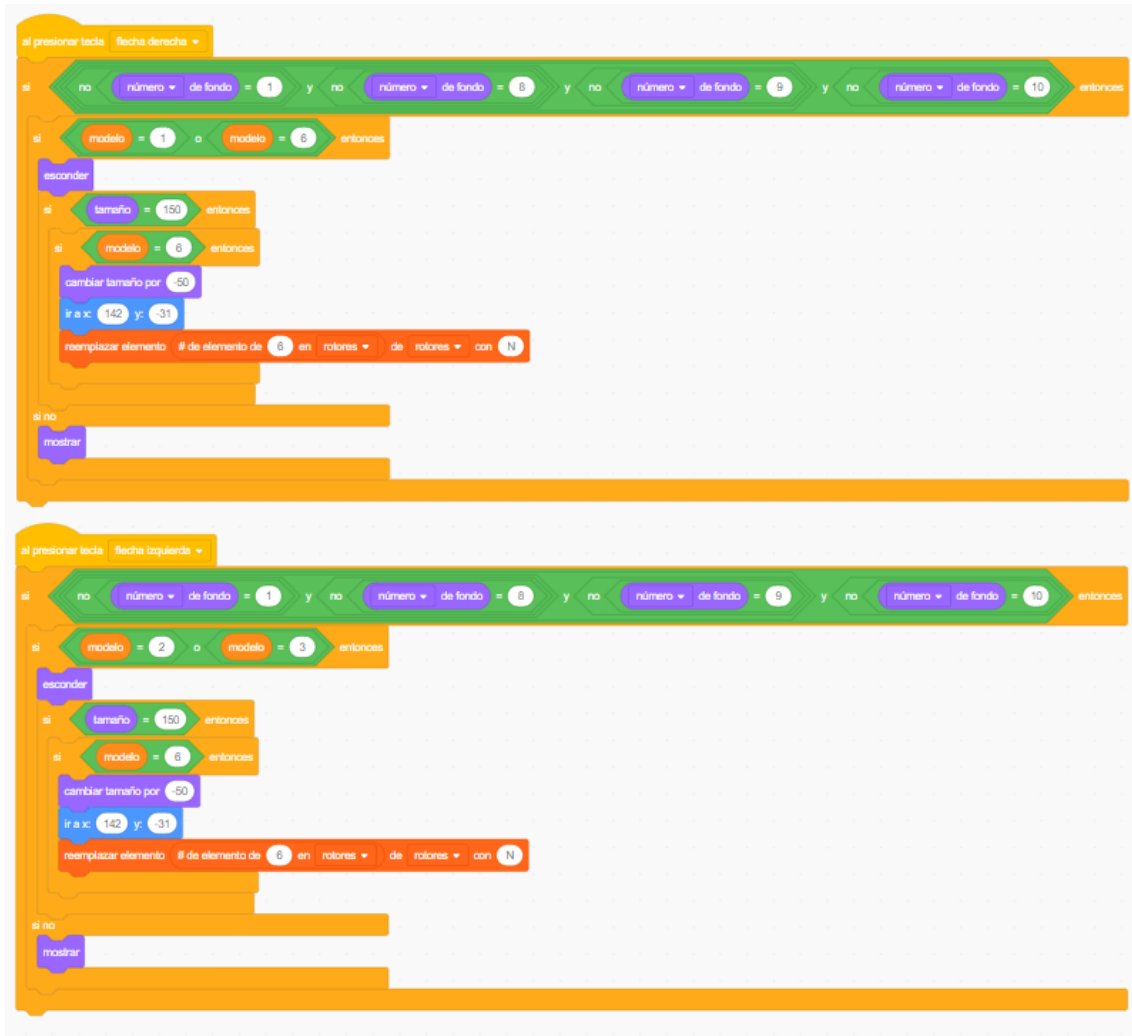 al presionar tecla flecha derecha
si no número de fondo = 1 y no número de fondo = 8 y no número de fondo = 9 y no número de fondo = 10 entonces
si modelo = 1 o modelo = 6 entonces
esconder
si tamaño = 150 entonces
si modelo = 6 entonces
cambiar tamaño por -50
ir a x: 142 y: -31
reemplazar elemento # de elemento de 6 en rotores de rotores con N
si no
mostrar
al presionar tecla flecha izquierda
si no número de fondo = 1 y no número de fondo = 8 y no número de fondo = 9 y no número de fondo = 10 entonces
si modelo = 2 o modelo = 3 entonces
esconder
si tamaño = 150 entonces
si modelo = 6 entonces
cambiar tamaño por -50
ir a x: 142 y: -31
reemplazar elemento # de elemento de 6 en rotores de rotores con N
si no
mostrar